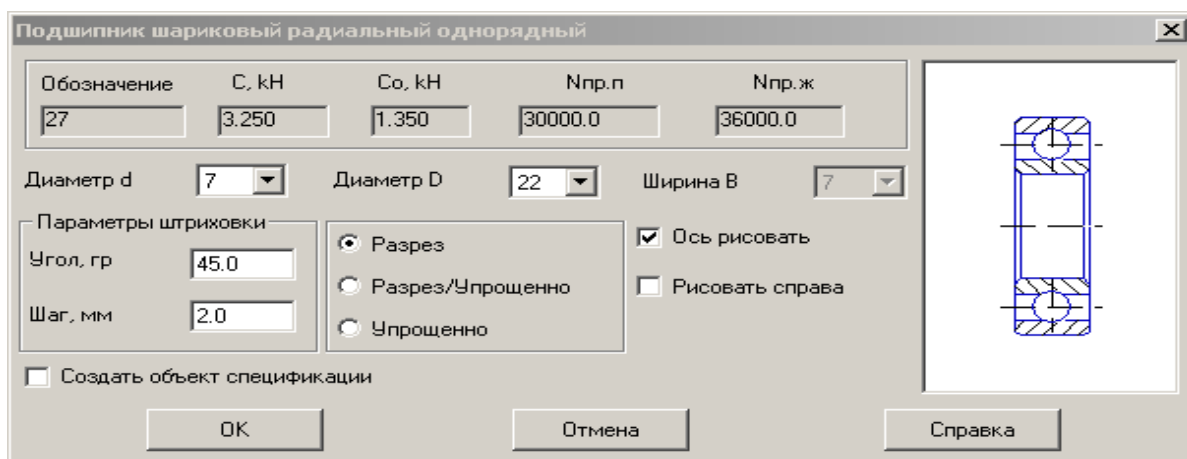 Подшипник шариковый радиальный однорядный
Обозначение C, kH Co, kH Nпр.п Nпр.ж
27 3.250 1.350 30000.0 36000.0
Диаметр d 7 Диаметр D 22 Ширина B 7
Параметры штриховки
Угол, гр 45.0
Шаг, мм 2.0
Разрез
Разрез/Упрощенно
Упрощенно
Ось рисовать
Рисовать справа
Создать объект спецификации
OK Отмена Справка